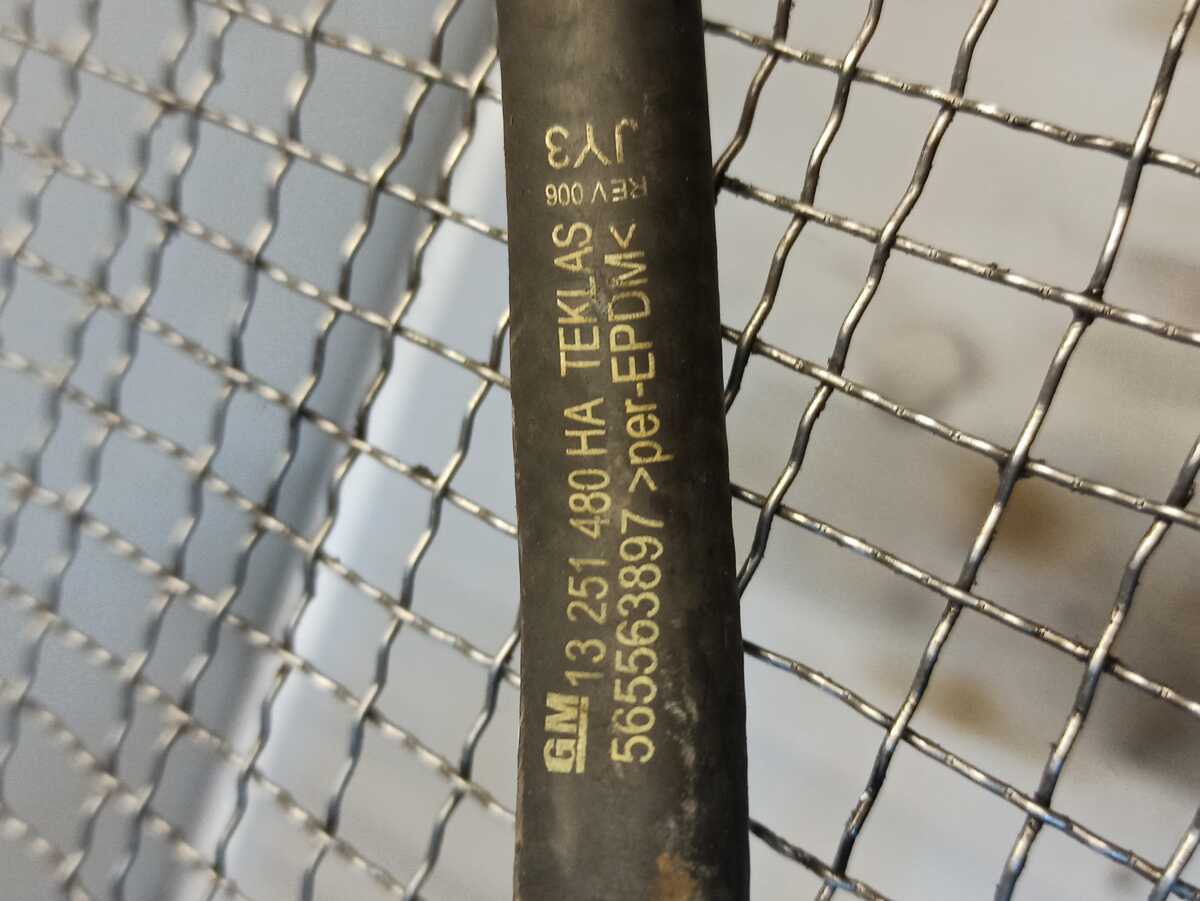 GM 13 251 480 HA TEKLAS
565563897 >per-EPDM<
REV 006
JY3